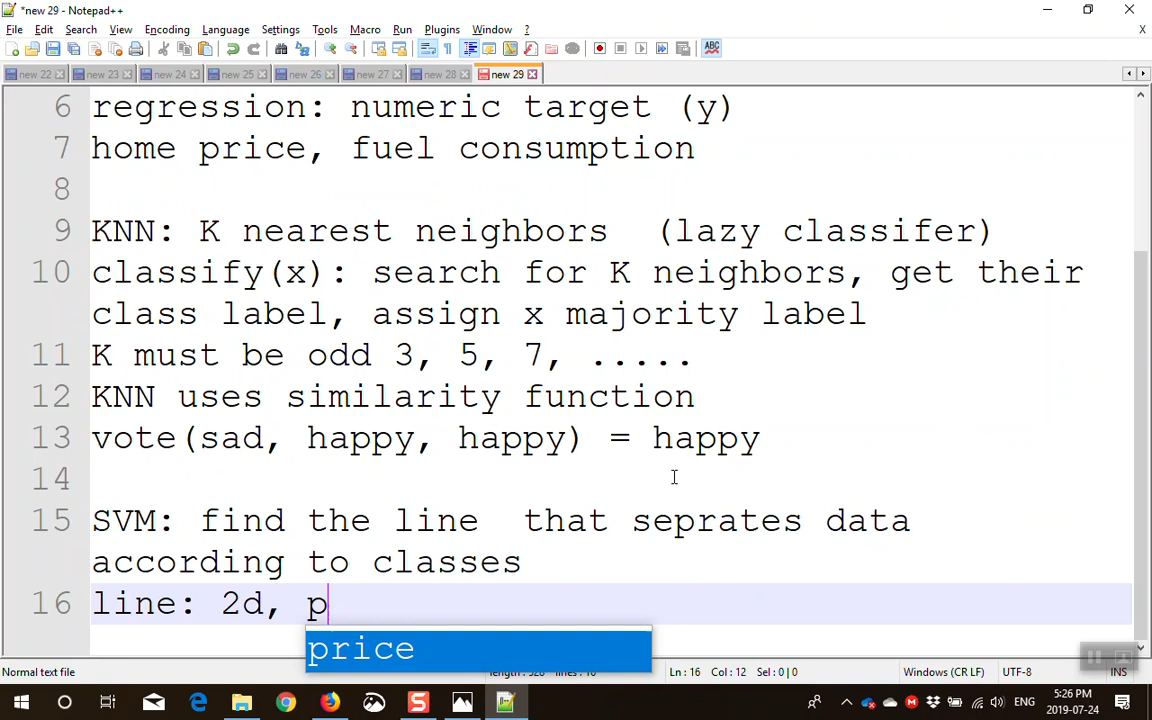 *new 29 - Notepad++
File Edit Search View Encoding Language Settings Tools Macro Run Plugins Window ? X
new 22 new 23 new 24 new 25 new 26 new 27 new 28 new 29
6 regression: numeric target (y)
7 home price, fuel consumption
8
9 KNN: K nearest neighbors (lazy classifer)
10 classify(x): search for K neighbors, get their
class label, assign x majority label
11 K must be odd 3, 5, 7, .....
12 KNN uses similarity function
13 vote(sad, happy, happy) = happy
14
15 SVM: find the line that seprates data
according to classes
16 line: 2d, p
price
Normal text file Ln : 16 Col : 12 Sel : 0 | 0 Windows (CR LF) UTF-8 INS
ENG 5:26 PM
2019-07-24